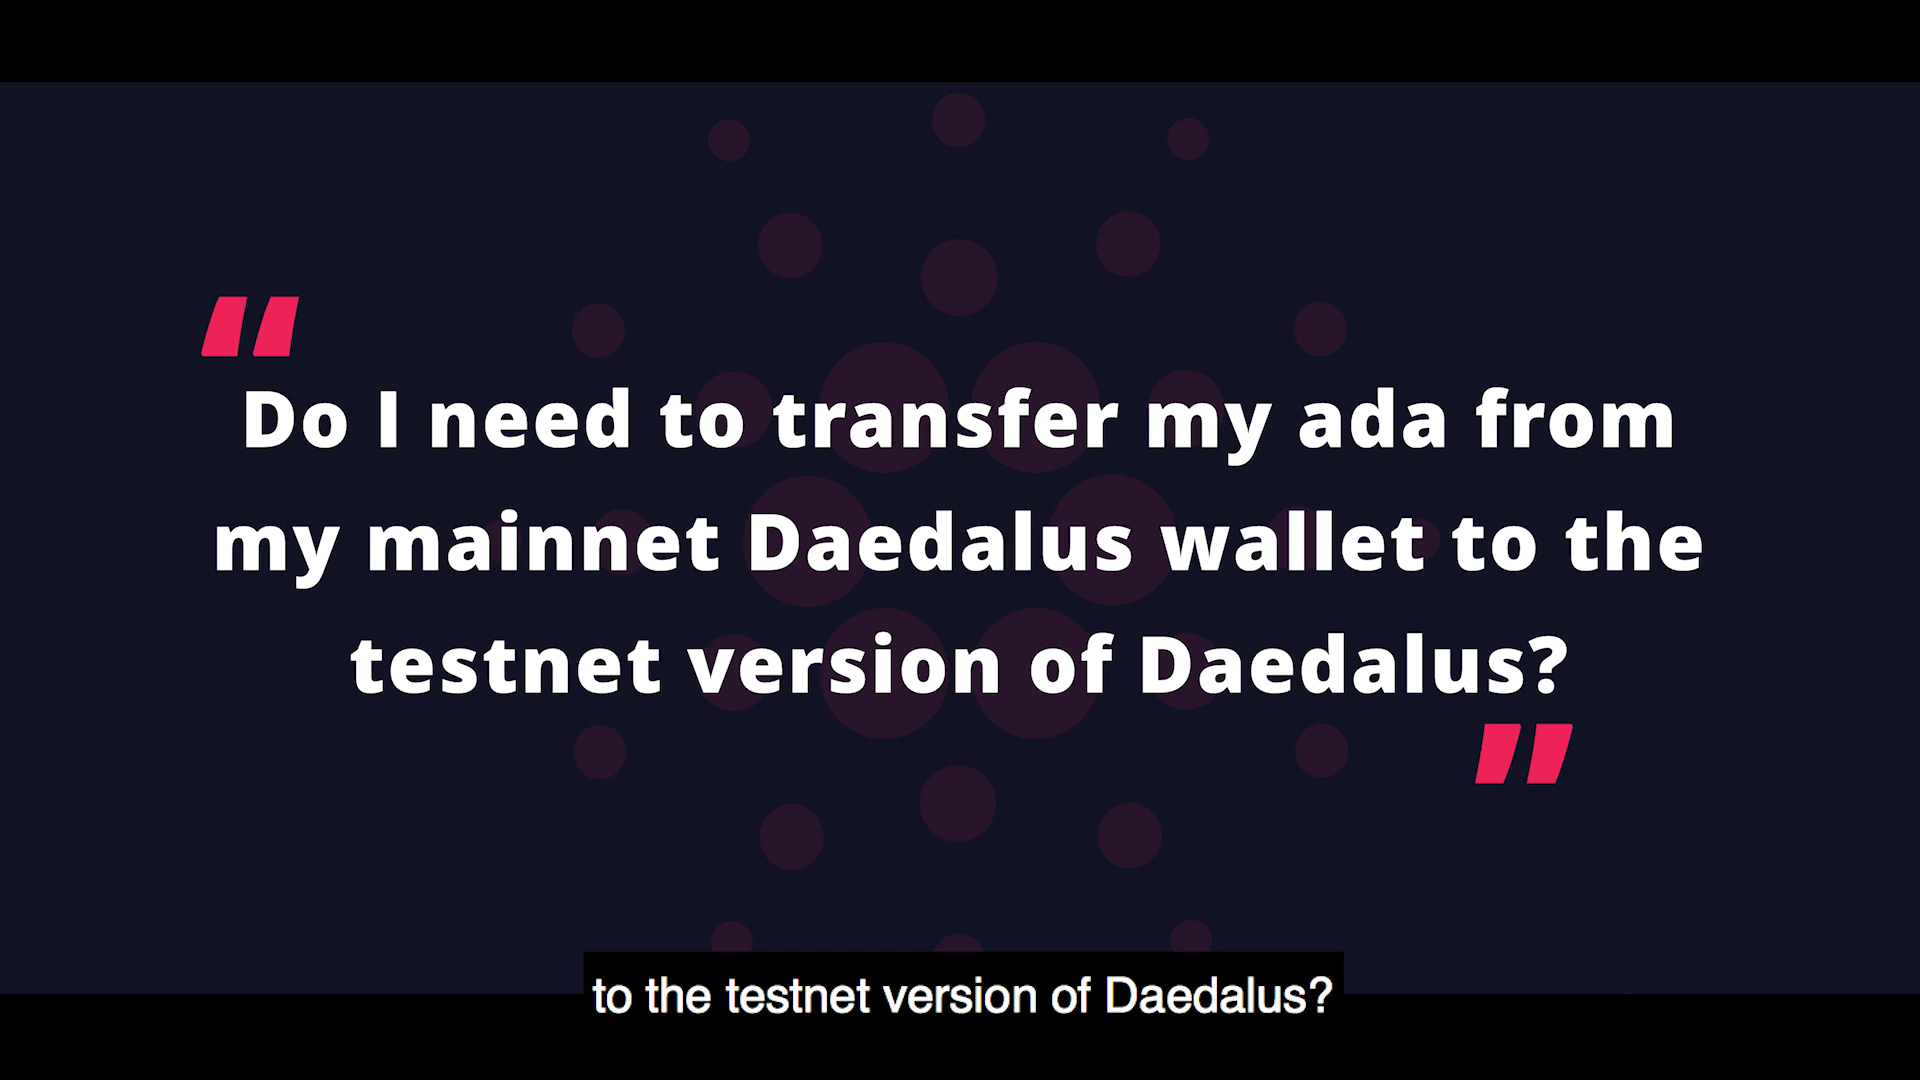 “
Do I need to transfer my ada from
my mainnet Daedalus wallet to the
testnet version of Daedalus?
”
to the testnet version of Daedalus?